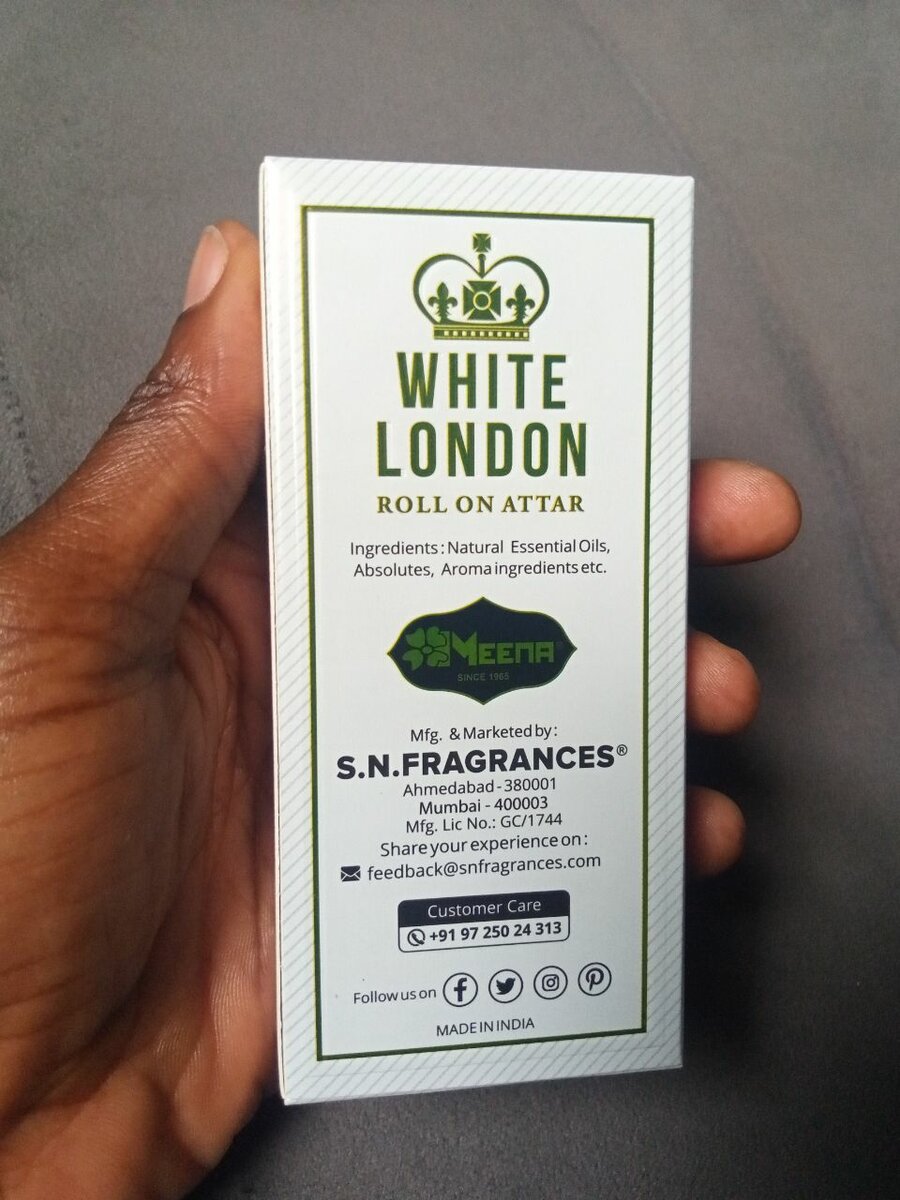 WHITE
LONDON
ROLL ON ATTAR
Ingredients: Natural Essential Oils,
Absolutes, Aroma ingredients etc.
MEENA
SINCE 1965
Mfg. & Marketed by:
S.N.FRAGRANCES®
Ahmedabad - 380001
Mumbai - 400003
Mfg. Lic No.: GC/1744
Share your experience on:
feedback@snfragrances.com
Customer Care
+91 97 250 24 313
Follow us on
MADE IN INDIA